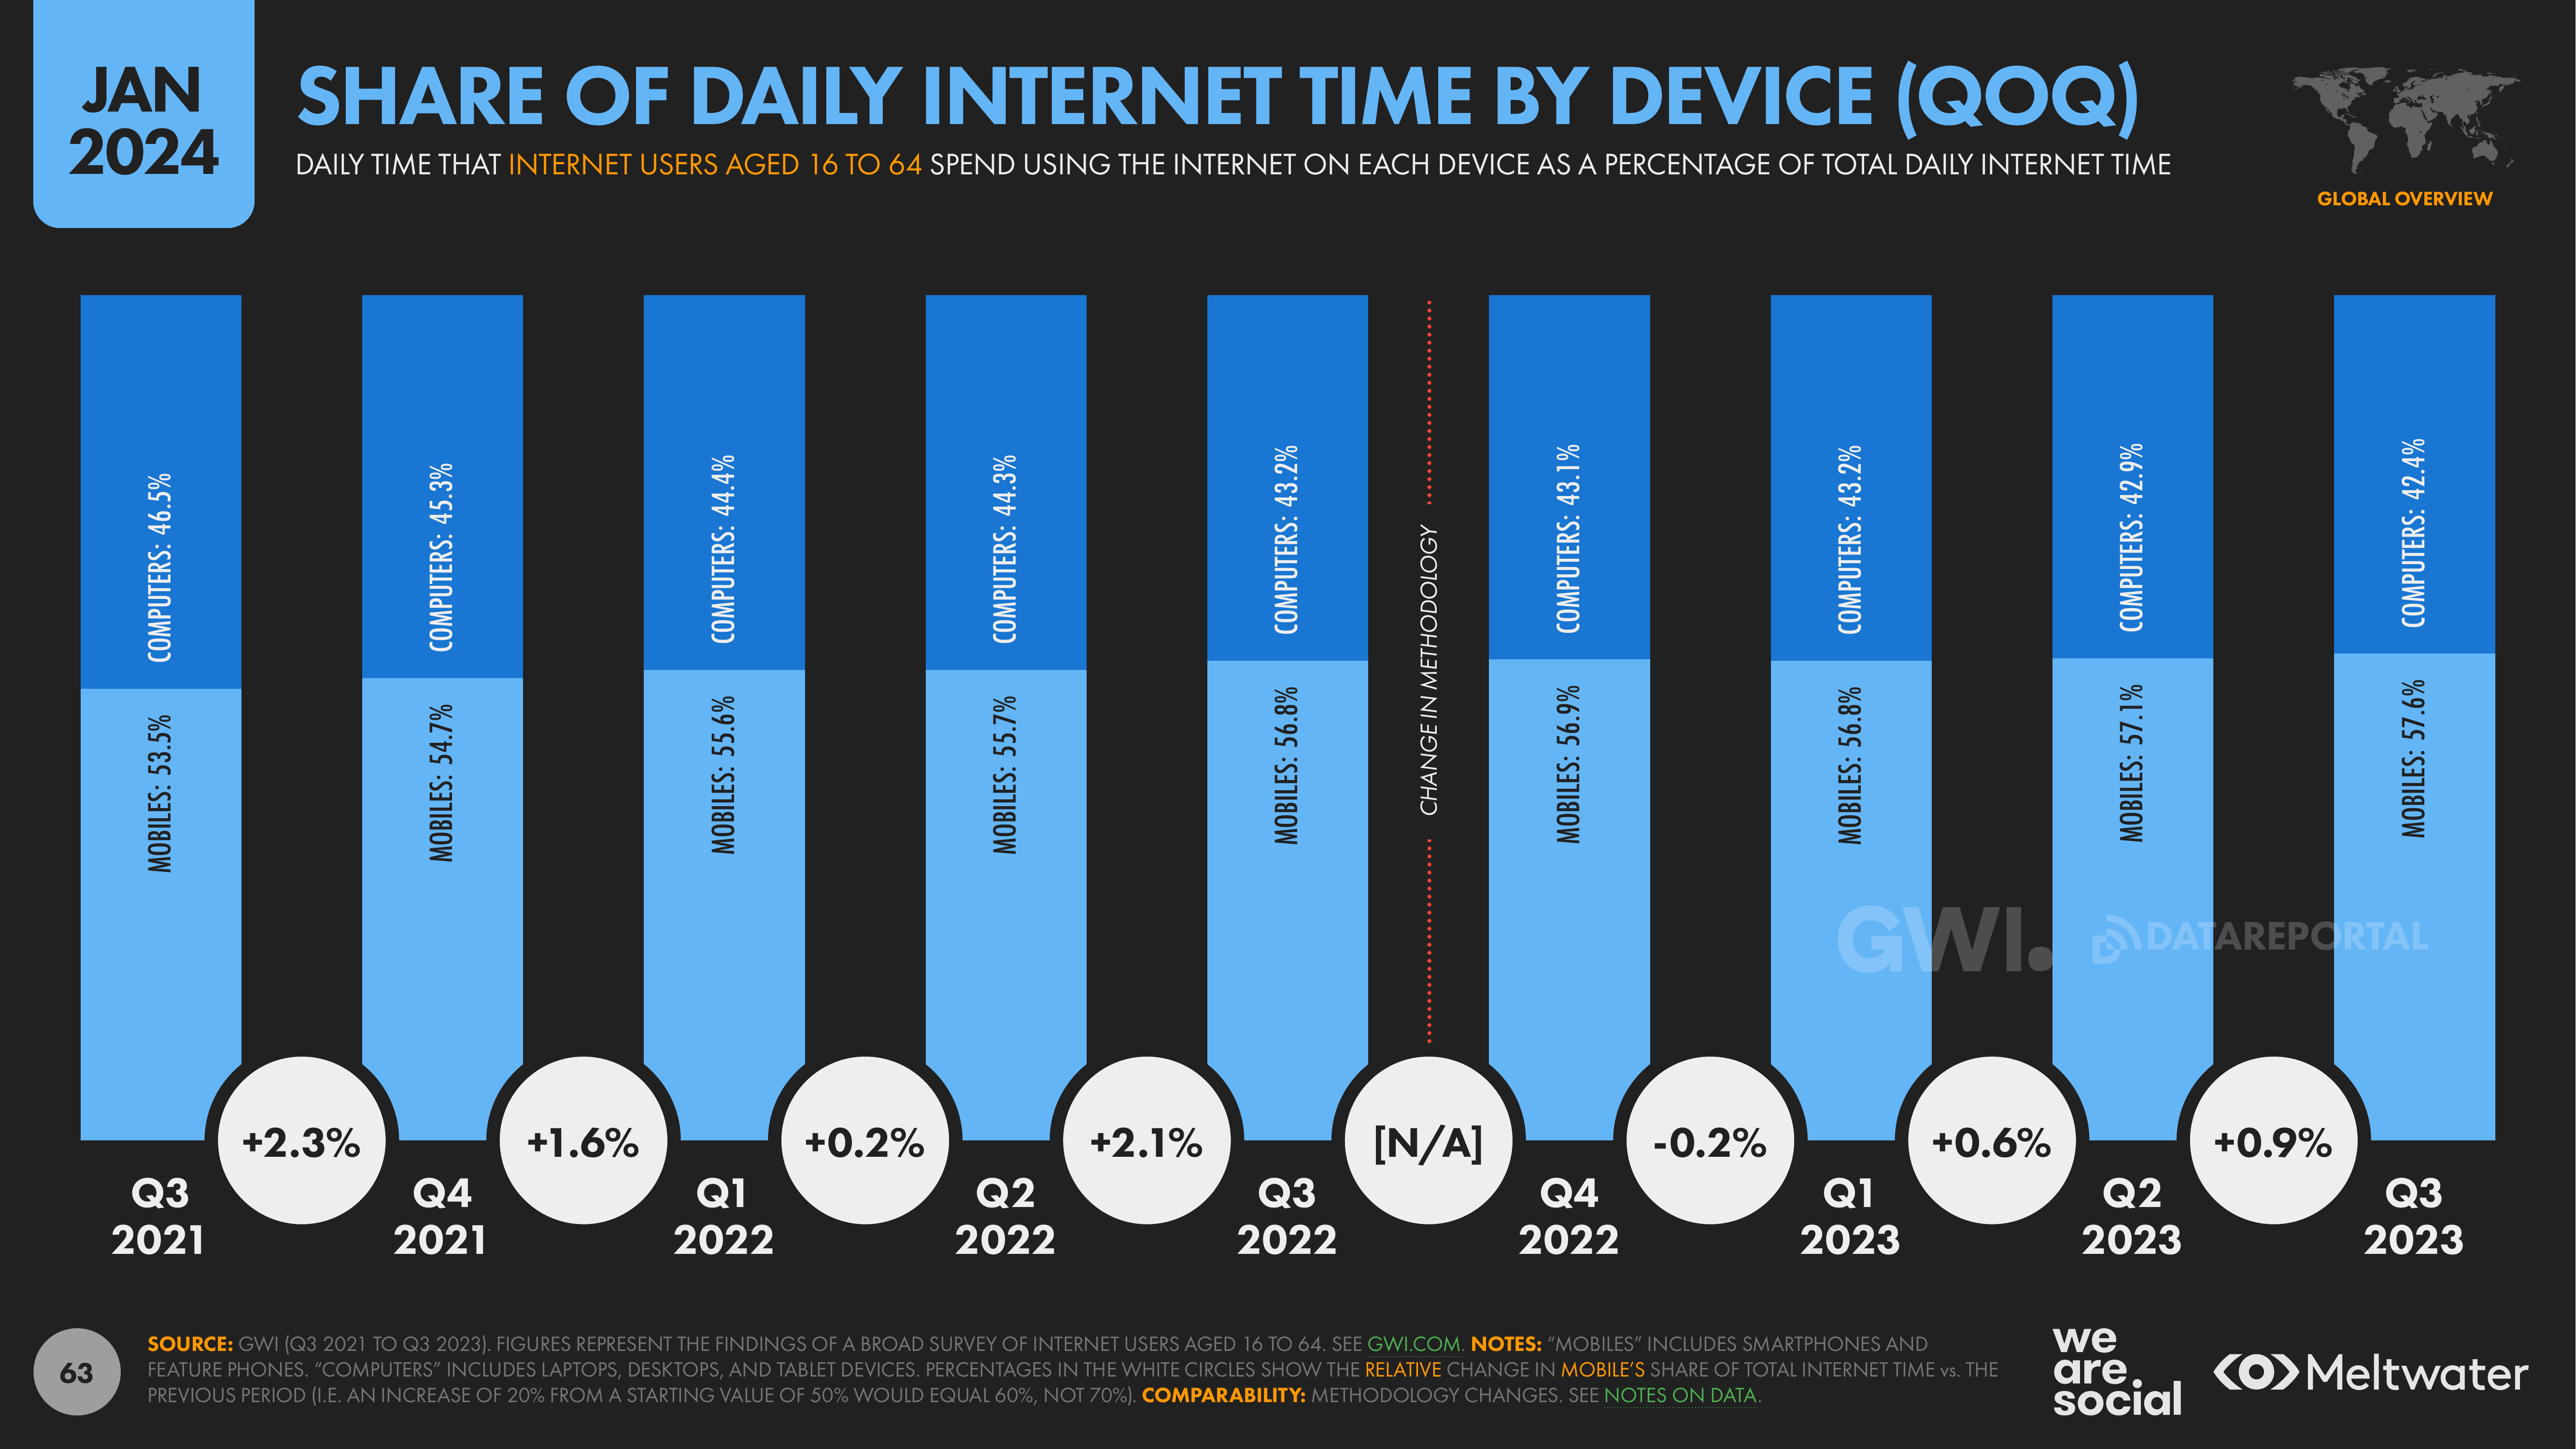 JAN
2024
SHARE OF DAILY INTERNET TIME BY DEVICE (QOQ)
DAILY TIME THAT INTERNET USERS AGED 16 TO 64 SPEND USING THE INTERNET ON EACH DEVICE AS A PERCENTAGE OF TOTAL DAILY INTERNET TIME
GLOBAL OVERVIEW
COMPUTERS: 46.5%
MOBILES: 53.5%
COMPUTERS: 45.3%
MOBILES: 54.7%
COMPUTERS: 44.4%
MOBILES: 55.6%
COMPUTERS: 44.3%
MOBILES: 55.7%
COMPUTERS: 43.2%
MOBILES: 56.8%
CHANGE IN METHODOLOGY
COMPUTERS: 43.1%
MOBILES: 56.9%
COMPUTERS: 43.2%
MOBILES: 56.8%
COMPUTERS: 42.9%
MOBILES: 57.1%
COMPUTERS: 42.4%
MOBILES: 57.6%
GWI.
DATAREPORTAL
+2.3%
+1.6%
+0.2%
+2.1%
[N/A]
-0.2%
+0.6%
+0.9%
Q3
2021
Q4
2021
Q1
2022
Q2
2022
Q3
2022
Q4
2022
Q1
2023
Q2
2023
Q3
2023
63
SOURCE: GWI (Q3 2021 TO Q3 2023). FIGURES REPRESENT THE FINDINGS OF A BROAD SURVEY OF INTERNET USERS AGED 16 TO 64. SEE GWI.COM. NOTES: “MOBILES” INCLUDES SMARTPHONES AND
FEATURE PHONES. “COMPUTERS” INCLUDES LAPTOPS, DESKTOPS, AND TABLET DEVICES. PERCENTAGES IN THE WHITE CIRCLES SHOW THE RELATIVE CHANGE IN MOBILE’S SHARE OF TOTAL INTERNET TIME vs. THE
PREVIOUS PERIOD (I.E. AN INCREASE OF 20% FROM A STARTING VALUE OF 50% WOULD EQUAL 60%, NOT 70%). COMPARABILITY: METHODOLOGY CHANGES. SEE NOTES ON DATA.
we
are
social
Meltwater